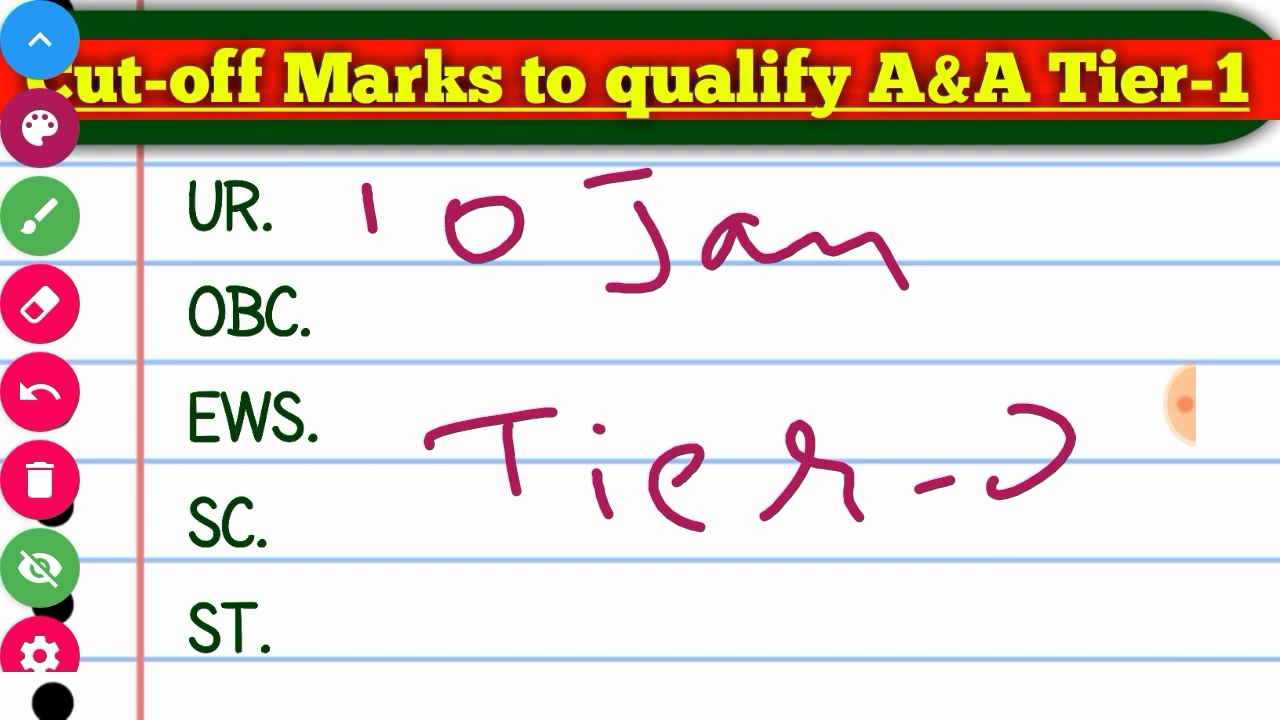 Cut-off Marks to qualify A&A Tier-1
UR. 10 Jan
OBC.
EWS.
Tier-2
SC.
ST.